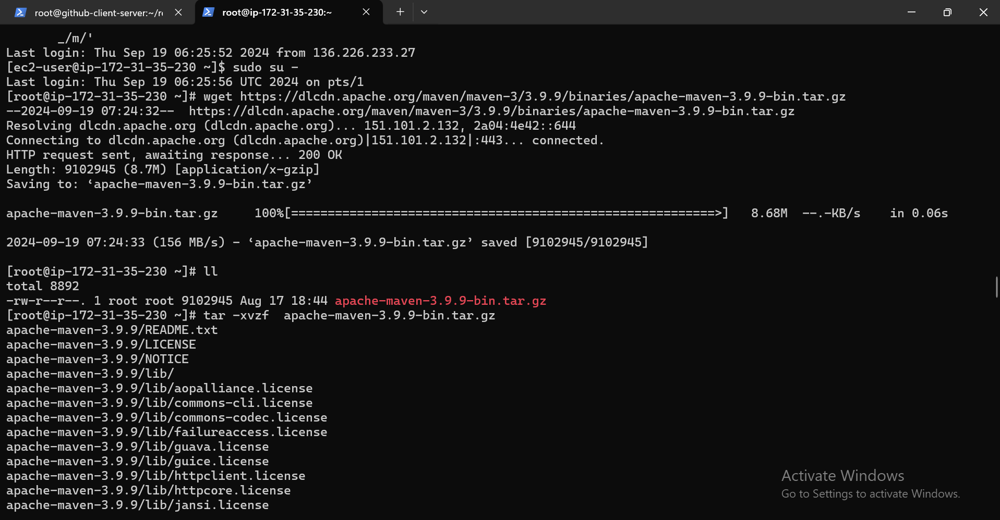 root@github-client-server:~/r
root@ip-172-31-35-230:~
_/m/'
Last login: Thu Sep 19 06:25:52 2024 from 136.226.233.27
[ec2-user@ip-172-31-35-230 ~]$ sudo su -
Last login: Thu Sep 19 06:25:56 UTC 2024 on pts/1
[root@ip-172-31-35-230 ~]# wget https://dlcdn.apache.org/maven/maven-3/3.9.9/binaries/apache-maven-3.9.9-bin.tar.gz
--2024-09-19 07:24:32--  https://dlcdn.apache.org/maven/maven-3/3.9.9/binaries/apache-maven-3.9.9-bin.tar.gz
Resolving dlcdn.apache.org (dlcdn.apache.org)... 151.101.2.132, 2a04:4e42::644
Connecting to dlcdn.apache.org (dlcdn.apache.org)|151.101.2.132|:443... connected.
HTTP request sent, awaiting response... 200 OK
Length: 9102945 (8.7M) [application/x-gzip]
Saving to: ‘apache-maven-3.9.9-bin.tar.gz’
apache-maven-3.9.9-bin.tar.gz     100%[==========================================================>]   8.68M  --.-KB/s    in 0.06s
2024-09-19 07:24:33 (156 MB/s) - ‘apache-maven-3.9.9-bin.tar.gz’ saved [9102945/9102945]
[root@ip-172-31-35-230 ~]# ll
total 8892
-rw-r--r--. 1 root root 9102945 Aug 17 18:44 apache-maven-3.9.9-bin.tar.gz
[root@ip-172-31-35-230 ~]# tar -xvzf  apache-maven-3.9.9-bin.tar.gz
apache-maven-3.9.9/README.txt
apache-maven-3.9.9/LICENSE
apache-maven-3.9.9/NOTICE
apache-maven-3.9.9/lib/
apache-maven-3.9.9/lib/aopalliance.license
apache-maven-3.9.9/lib/commons-cli.license
apache-maven-3.9.9/lib/commons-codec.license
apache-maven-3.9.9/lib/failureaccess.license
apache-maven-3.9.9/lib/guava.license
apache-maven-3.9.9/lib/guice.license
apache-maven-3.9.9/lib/httpclient.license
apache-maven-3.9.9/lib/httpcore.license
apache-maven-3.9.9/lib/jansi.license
Activate Windows
Go to Settings to activate Windows.